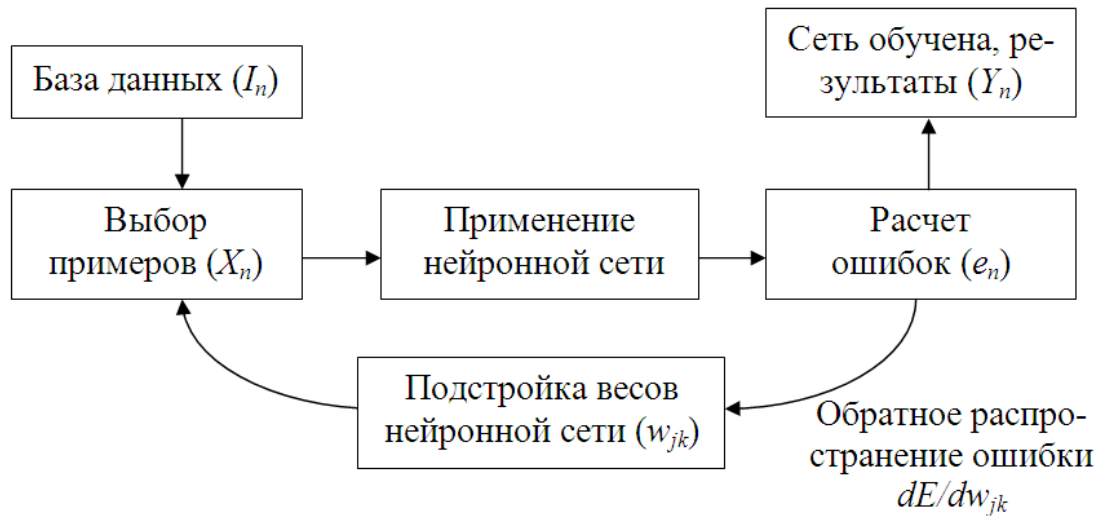 База данных (Iₙ)
Сеть обучена, ре-
зультаты (Yₙ)
Выбор
примеров (Xₙ)
Применение
нейронной сети
Расчет
ошибок (eₙ)
Подстройка весов
нейронной сети (wⱼₖ)
Обратное распро-
странение ошибки
dE/dwⱼₖ